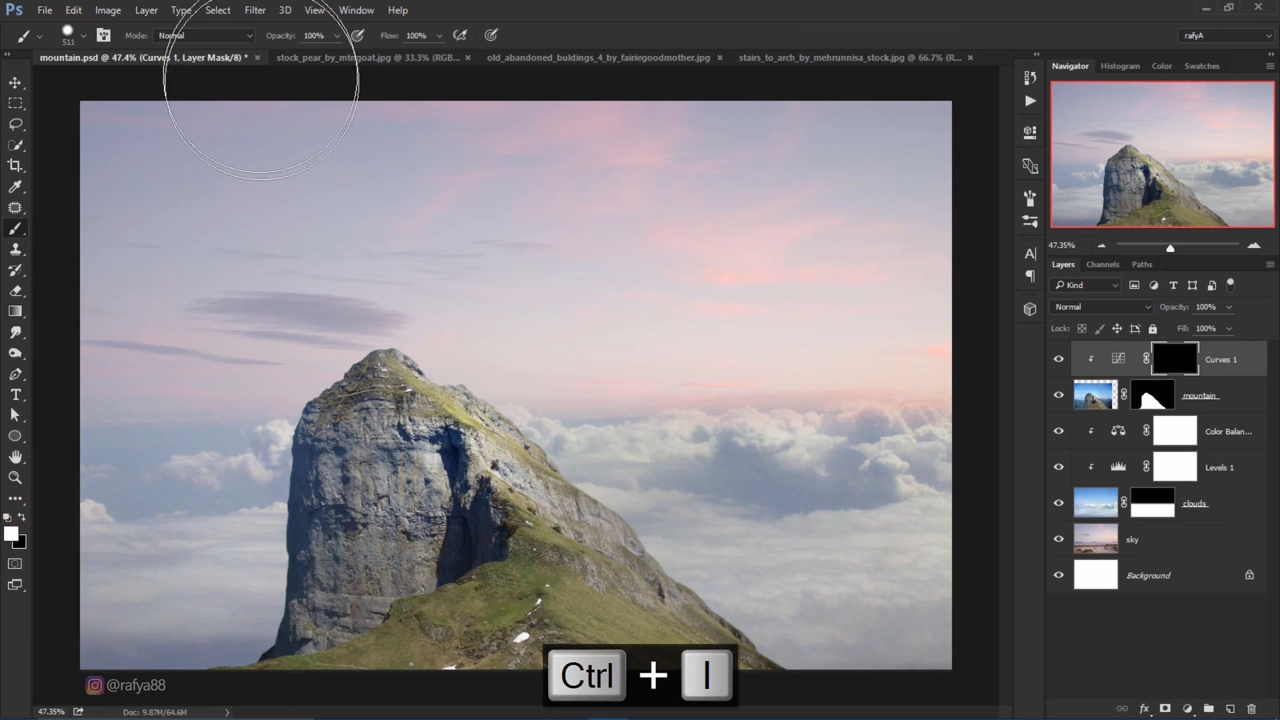 Ps File Edit Image Layer Type Select Filter 3D View Window Help
511 Mode: Normal Opacity: 100% Flow: 100% rafyA
mountain.psd @ 47.4% (Curves 1, Layer Mask/8) * × stock_pear_by_mtngoat.jpg @ 33.3% (RGB... × old_abandoned_buldings_4_by_fairiegoodmother.jpg × stairs_to_arch_by_mehrunnisa_stock.jpg @ 66.7% (R... ×
Navigator Histogram Color Swatches
47.35%
Layers Channels Paths
Kind
Normal Opacity: 100%
Lock: Fill: 100%
Curves 1
mountain
Color Balan...
Levels 1
clouds
sky
Background
Ctrl + I
@rafya88
47.35% Doc: 9.87M/64.6M